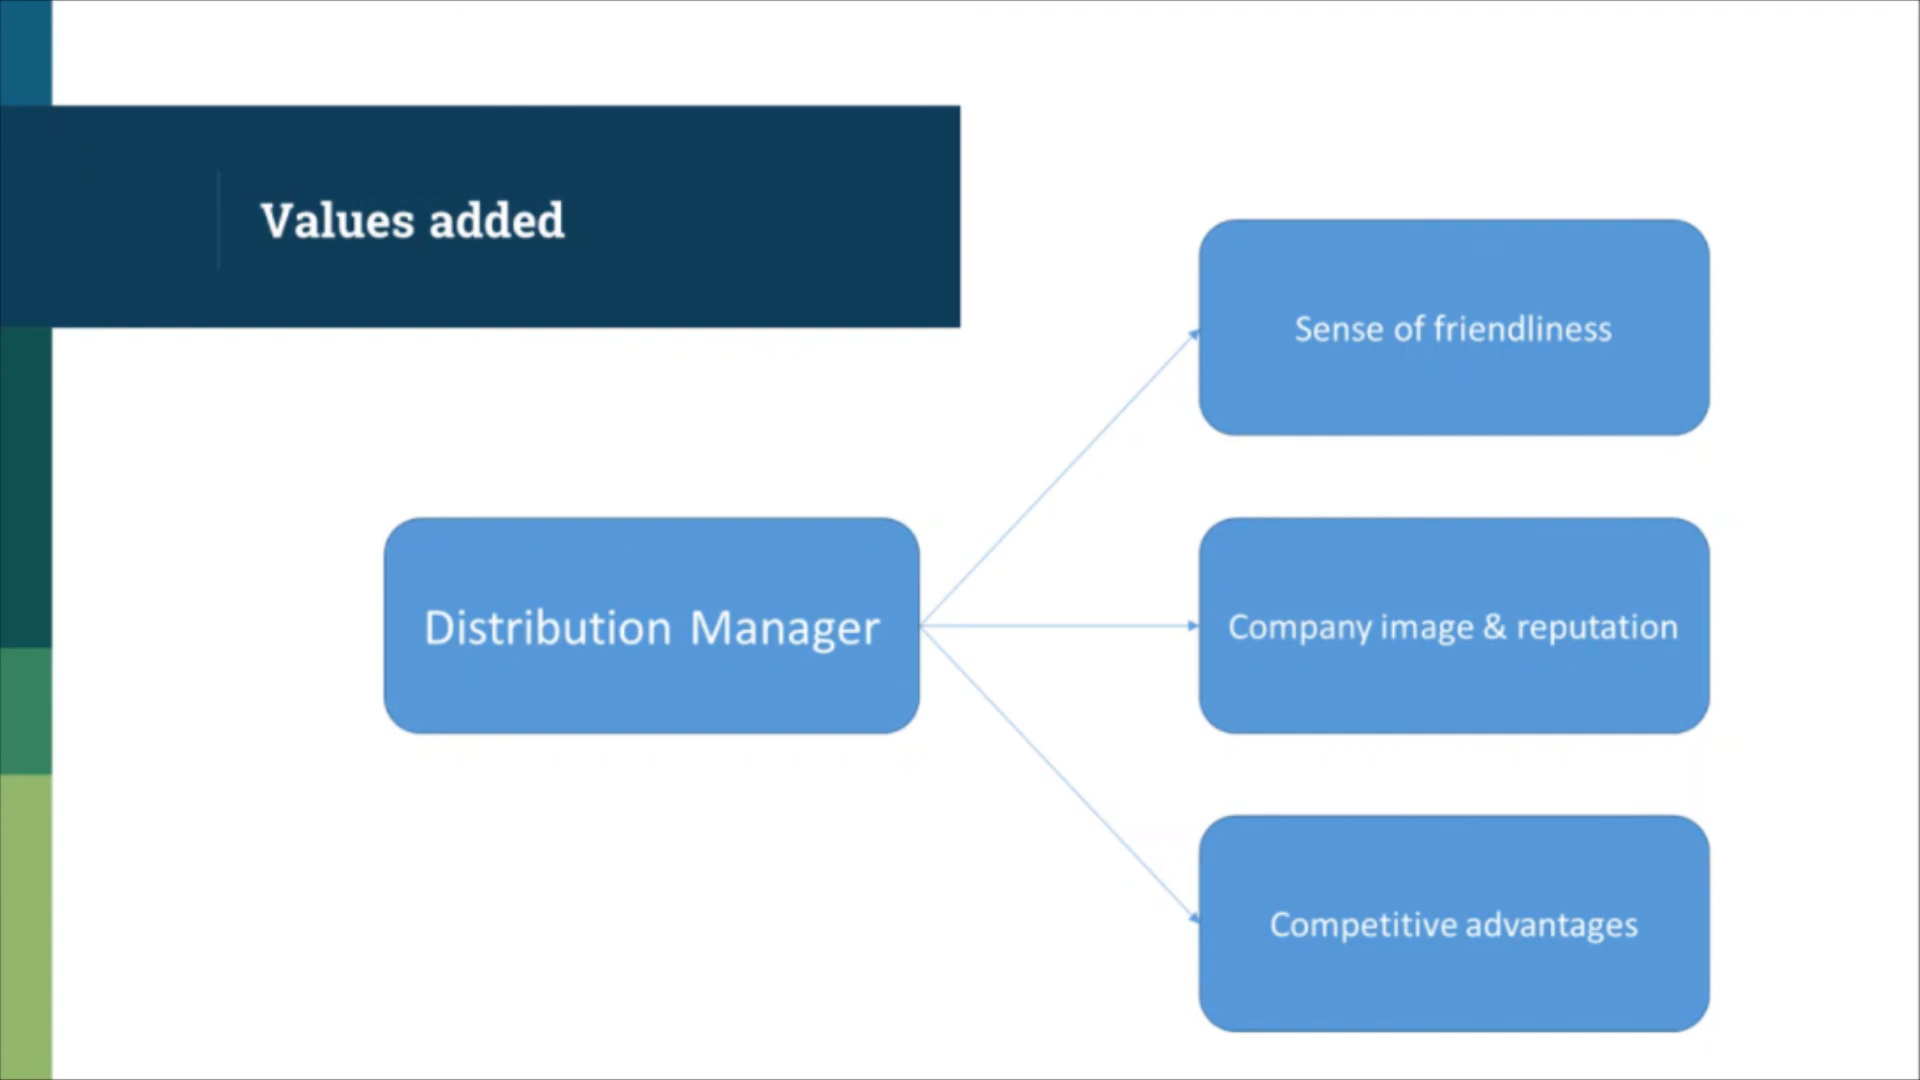 Values added
Sense of friendliness
Distribution Manager
Company image & reputation
Competitive advantages